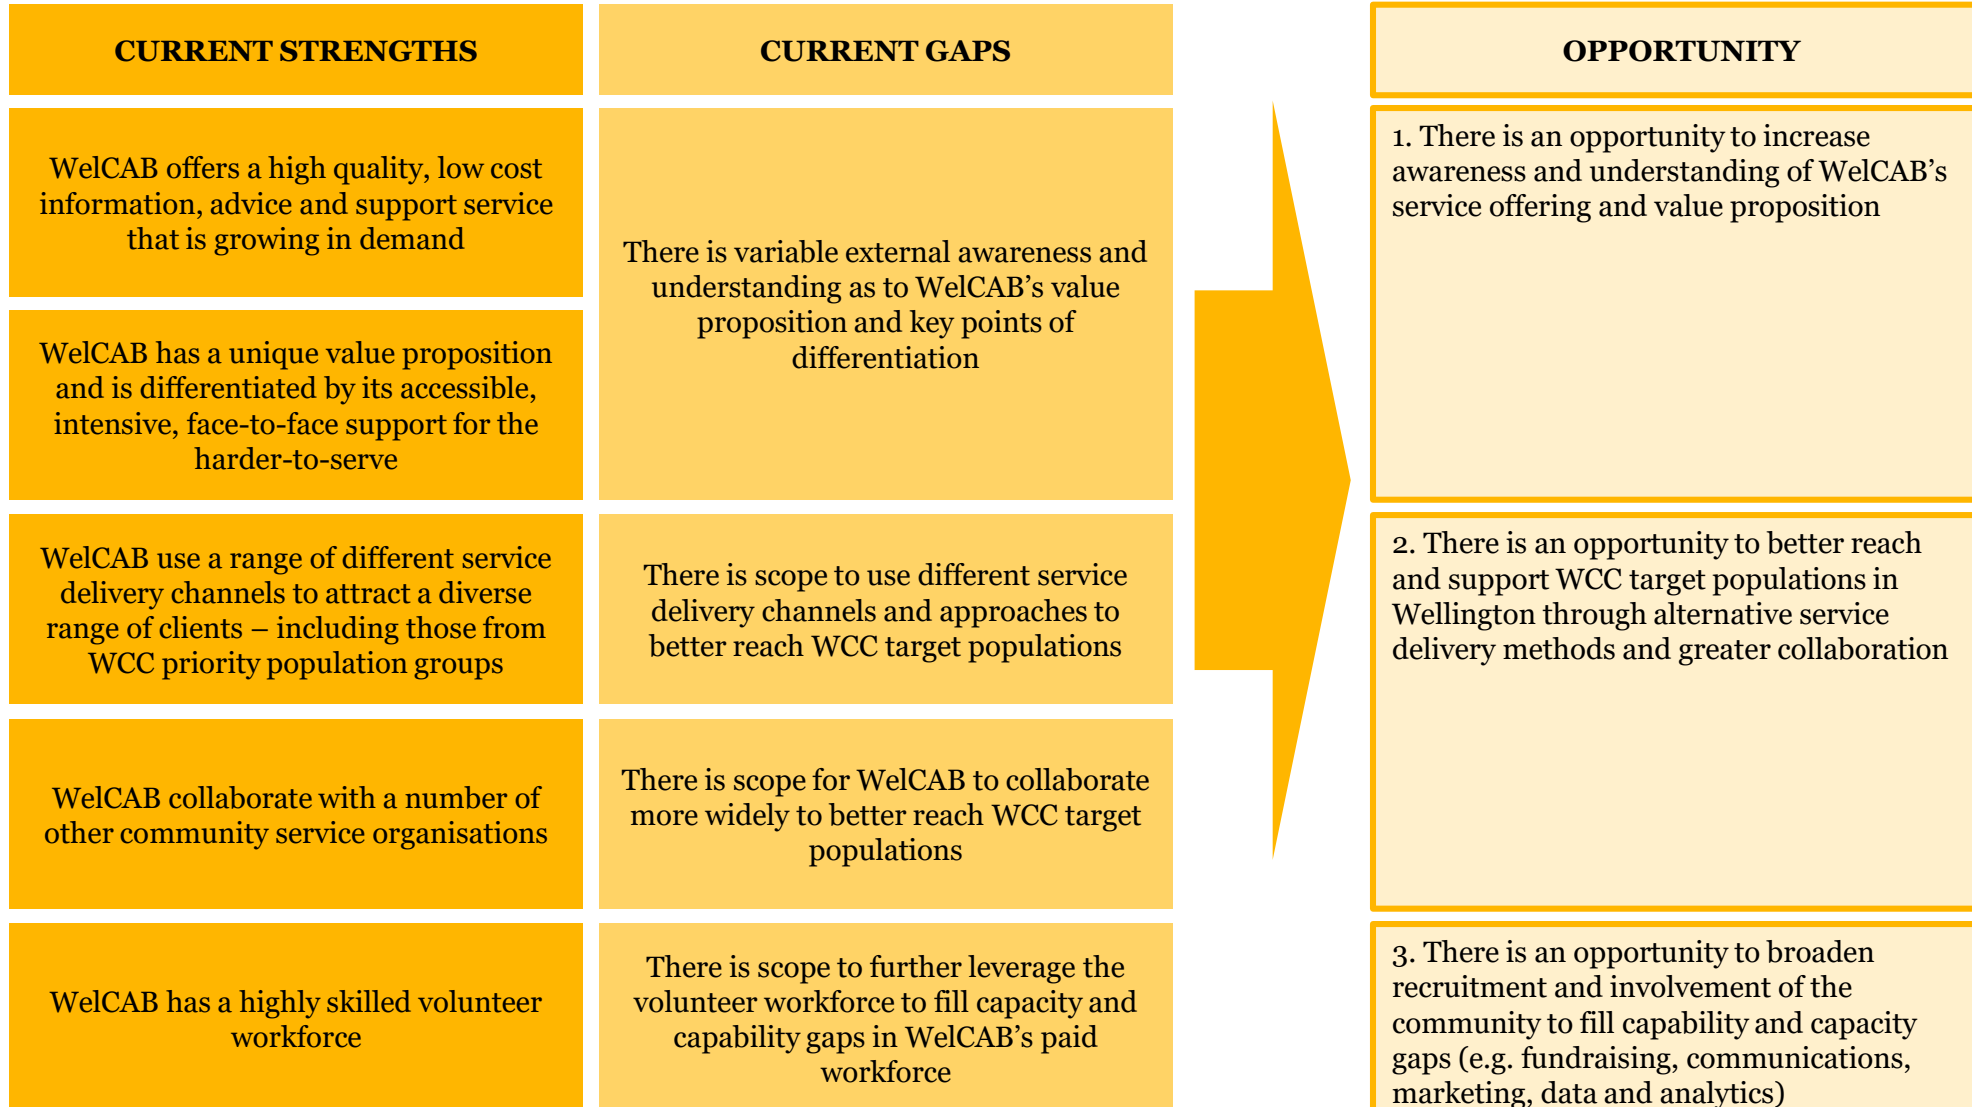 CURRENT STRENGTHS
CURRENT GAPS
OPPORTUNITY
WelCAB offers a high quality, low cost
information, advice and support service
that is growing in demand
There is variable external awareness and
understanding as to WelCAB’s value
proposition and key points of
differentiation
1. There is an opportunity to increase
awareness and understanding of WelCAB’s
service offering and value proposition
WelCAB has a unique value proposition
and is differentiated by its accessible,
intensive, face-to-face support for the
harder-to-serve
WelCAB use a range of different service
delivery channels to attract a diverse
range of clients – including those from
WCC priority population groups
There is scope to use different service
delivery channels and approaches to
better reach WCC target populations
2. There is an opportunity to better reach
and support WCC target populations in
Wellington through alternative service
delivery methods and greater collaboration
WelCAB collaborate with a number of
other community service organisations
There is scope for WelCAB to collaborate
more widely to better reach WCC target
populations
WelCAB has a highly skilled volunteer
workforce
There is scope to further leverage the
volunteer workforce to fill capacity and
capability gaps in WelCAB’s paid
workforce
3. There is an opportunity to broaden
recruitment and involvement of the
community to fill capability and capacity
gaps (e.g. fundraising, communications,
marketing, data and analytics)